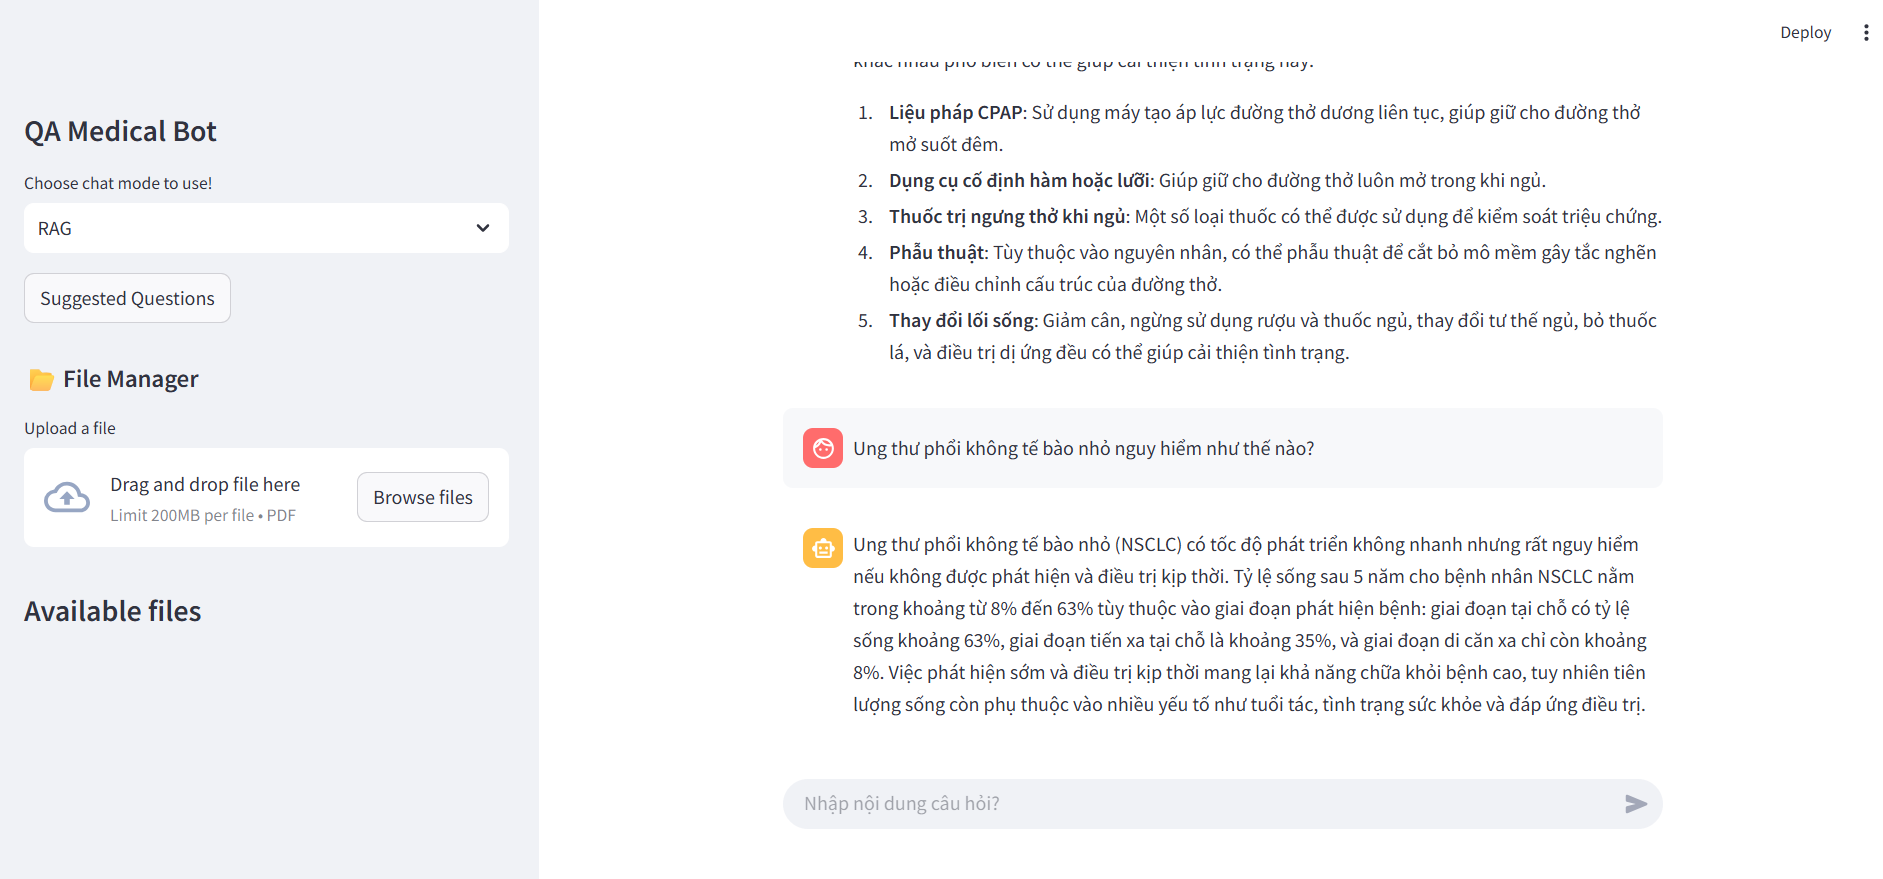 Deploy
QA Medical Bot
Choose chat mode to use!
RAG
Suggested Questions
File Manager
Upload a file
Drag and drop file here
Limit 200MB per file • PDF
Browse files
Available files
khác nhau phổ biến có thể giúp cải thiện tình trạng này.
1. Liệu pháp CPAP: Sử dụng máy tạo áp lực đường thở dương liên tục, giúp giữ cho đường thở
mở suốt đêm.
2. Dụng cụ cố định hàm hoặc lưỡi: Giúp giữ cho đường thở luôn mở trong khi ngủ.
3. Thuốc trị ngưng thở khi ngủ: Một số loại thuốc có thể được sử dụng để kiểm soát triệu chứng.
4. Phẫu thuật: Tùy thuộc vào nguyên nhân, có thể phẫu thuật để cắt bỏ mô mềm gây tắc nghẽn
hoặc điều chỉnh cấu trúc của đường thở.
5. Thay đổi lối sống: Giảm cân, ngừng sử dụng rượu và thuốc ngủ, thay đổi tư thế ngủ, bỏ thuốc
lá, và điều trị dị ứng đều có thể giúp cải thiện tình trạng.
Ung thư phổi không tế bào nhỏ nguy hiểm như thế nào?
Ung thư phổi không tế bào nhỏ (NSCLC) có tốc độ phát triển không nhanh nhưng rất nguy hiểm
nếu không được phát hiện và điều trị kịp thời. Tỷ lệ sống sau 5 năm cho bệnh nhân NSCLC nằm
trong khoảng từ 8% đến 63% tùy thuộc vào giai đoạn phát hiện bệnh: giai đoạn tại chỗ có tỷ lệ
sống khoảng 63%, giai đoạn tiến xa tại chỗ là khoảng 35%, và giai đoạn di căn xa chỉ còn khoảng
8%. Việc phát hiện sớm và điều trị kịp thời mang lại khả năng chữa khỏi bệnh cao, tuy nhiên tiên
lượng sống còn phụ thuộc vào nhiều yếu tố như tuổi tác, tình trạng sức khỏe và đáp ứng điều trị.
Nhập nội dung câu hỏi?